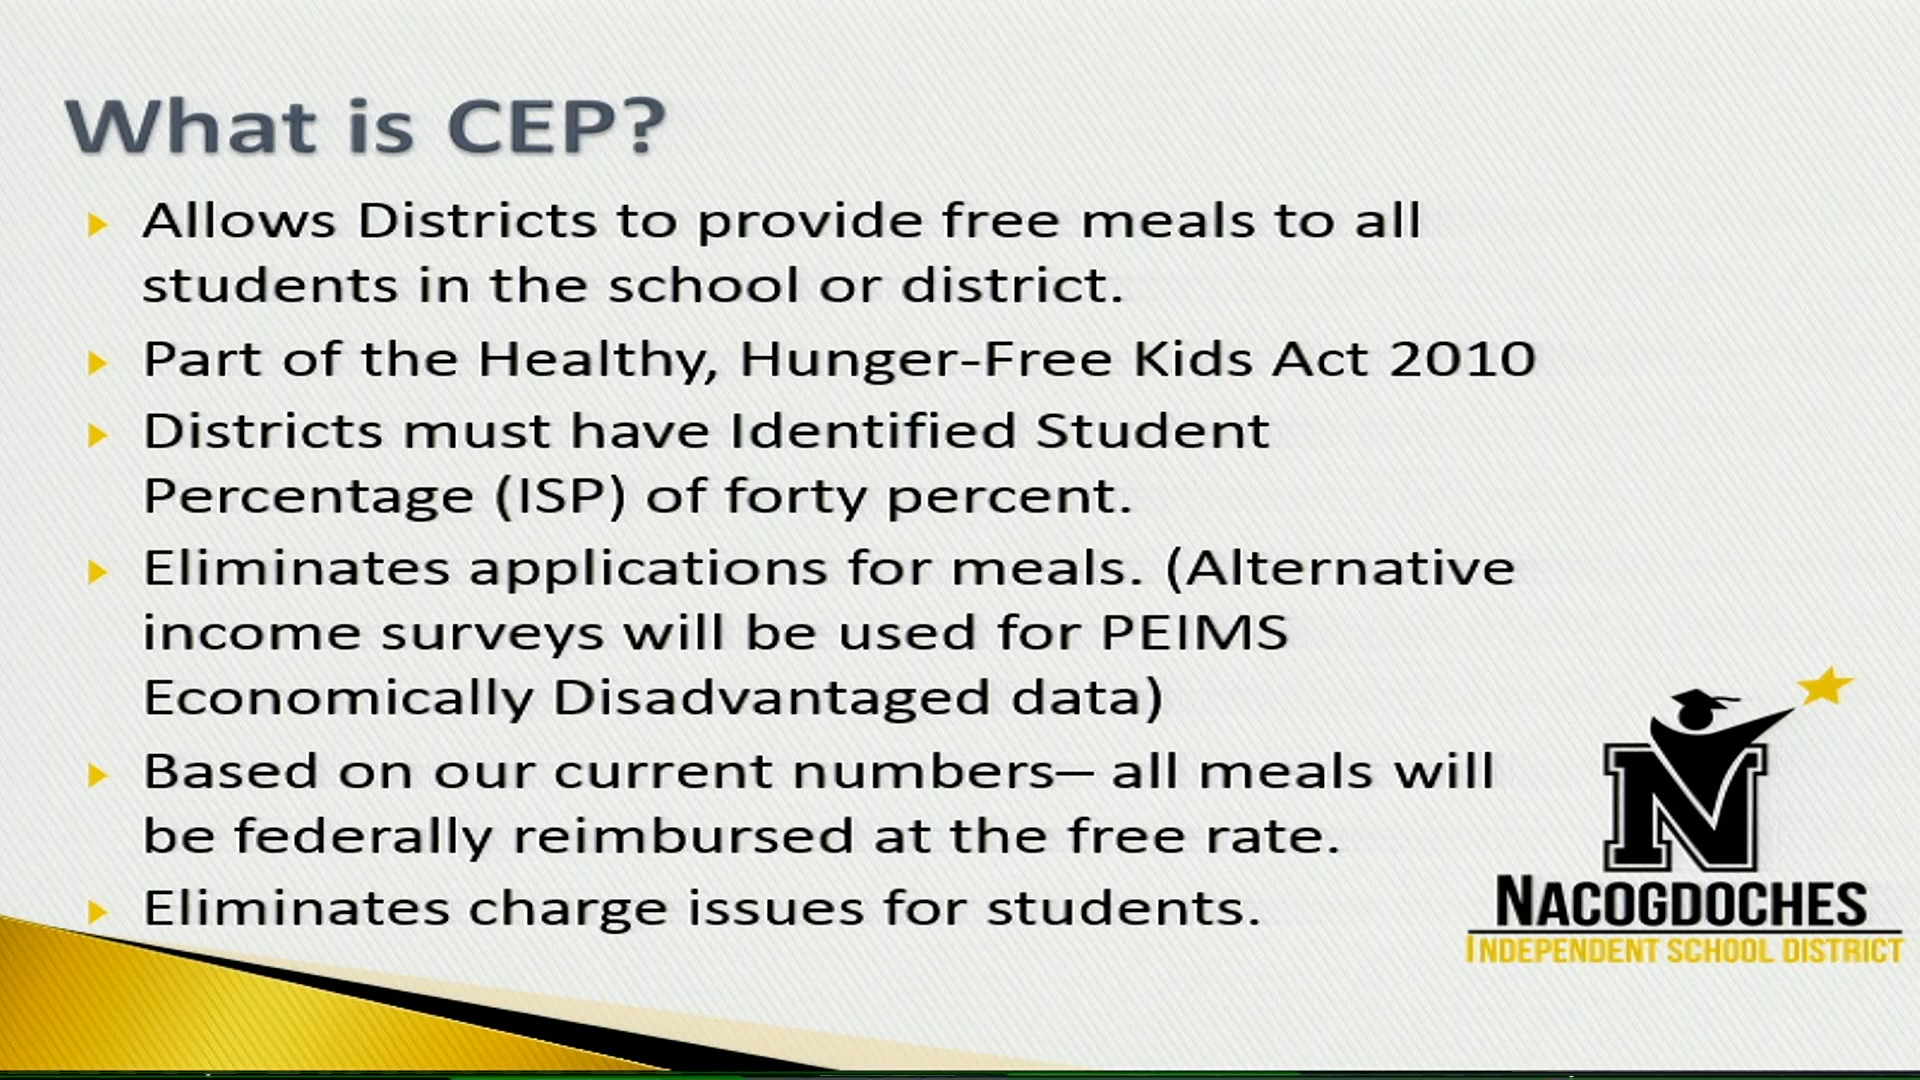 What is CEP?
Allows Districts to provide free meals to all
students in the school or district.
Part of the Healthy, Hunger-Free Kids Act 2010
Districts must have Identified Student
Percentage (ISP) of forty percent.
Eliminates applications for meals. (Alternative
income surveys will be used for PEIMS
Economically Disadvantaged data)
Based on our current numbers— all meals will
be federally reimbursed at the free rate.
Eliminates charge issues for students.
N
NACOGDOCHES
INDEPENDENT SCHOOL DISTRICT